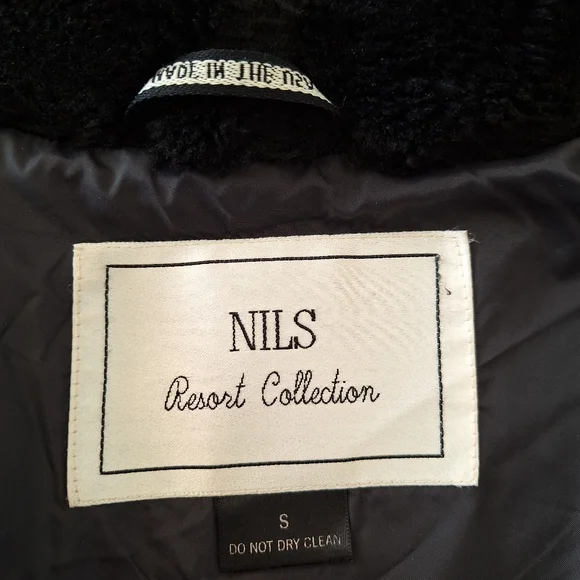 MADE IN THE USA
NILS
Resort Collection
S
DO NOT DRY CLEAN